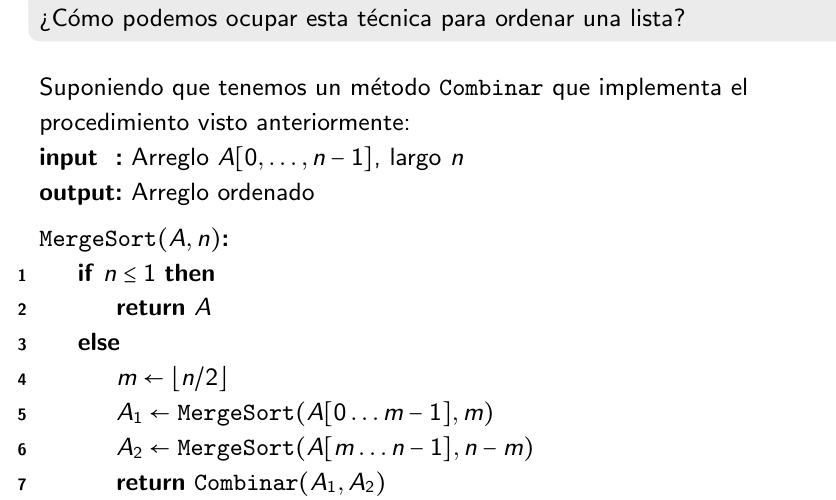 ¿Cómo podemos ocupar esta técnica para ordenar una lista?
Suponiendo que tenemos un método Combinar que implementa el
procedimiento visto anteriormente:
input : Arreglo A[0, . . . , n − 1], largo n
output: Arreglo ordenado
MergeSort(A, n):
1 if n ≤ 1 then
2 return A
3 else
4 m ← ⌊n/2⌋
5 A₁ ← MergeSort(A[0 . . . m − 1], m)
6 A₂ ← MergeSort(A[m . . . n − 1], n − m)
7 return Combinar(A₁, A₂)